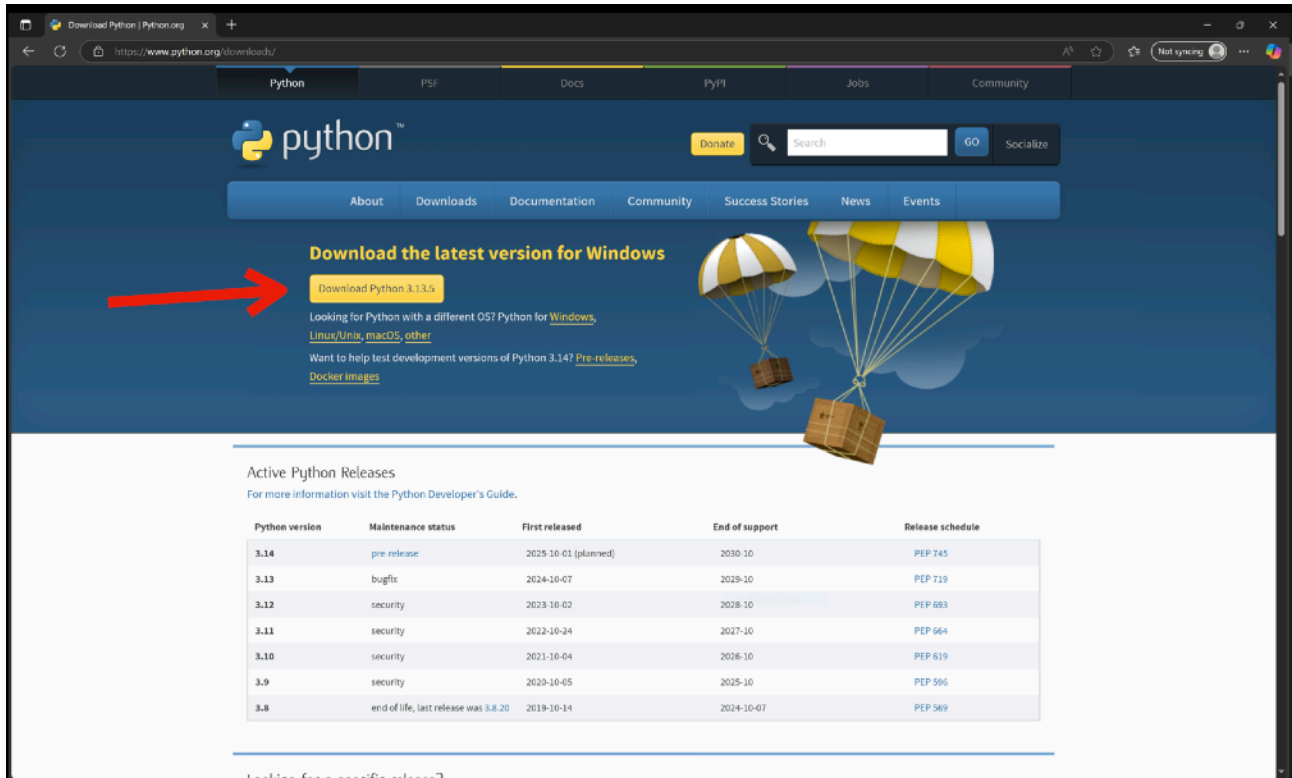 Download Python | Python.org
https://www.python.org/downloads/
Not syncing
Python
PSF
Docs
PyPI
Jobs
Community
python™
Donate
Search
GO
Socialize
About
Downloads
Documentation
Community
Success Stories
News
Events
Download the latest version for Windows
Download Python 3.13.5
Looking for Python with a different OS? Python for Windows,
Linux/Unix, macOS, other
Want to help test development versions of Python 3.14? Pre-releases,
Docker images
Active Python Releases
For more information visit the Python Developer's Guide.
Python version Maintenance status First released End of support Release schedule
3.14 pre-release 2025-10-01 (planned) 2030-10 PEP 745
3.13 bugfix 2024-10-07 2029-10 PEP 719
3.12 security 2023-10-02 2028-10 PEP 693
3.11 security 2022-10-24 2027-10 PEP 664
3.10 security 2021-10-04 2026-10 PEP 619
3.9 security 2020-10-05 2025-10 PEP 596
3.8 end of life, last release was 3.8.20 2019-10-14 2024-10-07 PEP 569
Looking for a specific release?